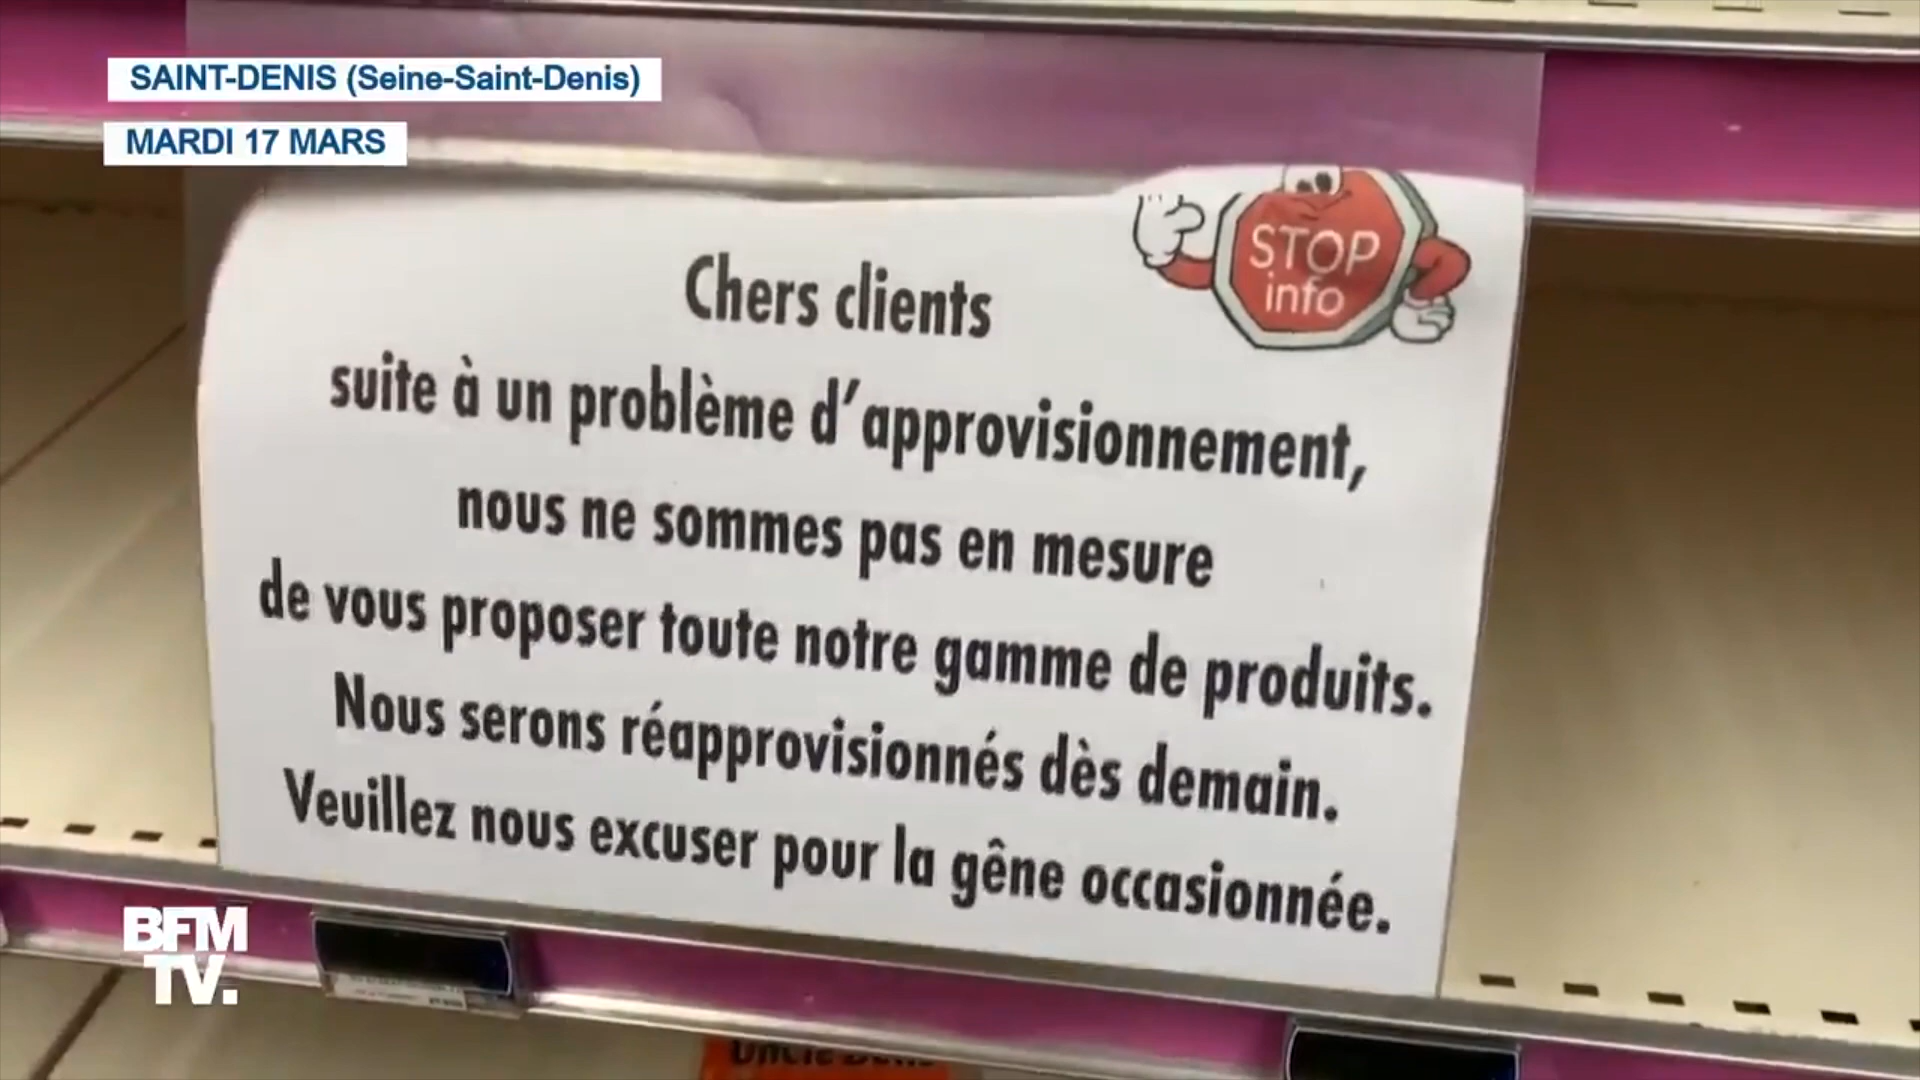 SAINT-DENIS (Seine-Saint-Denis)
MARDI 17 MARS
STOP
info
Chers clients
suite à un problème d'approvisionnement,
nous ne sommes pas en mesure
de vous proposer toute notre gamme de produits.
Nous serons réapprovisionnés dès demain.
Veuillez nous excuser pour la gêne occasionnée.
BFM
TV.
Uncle